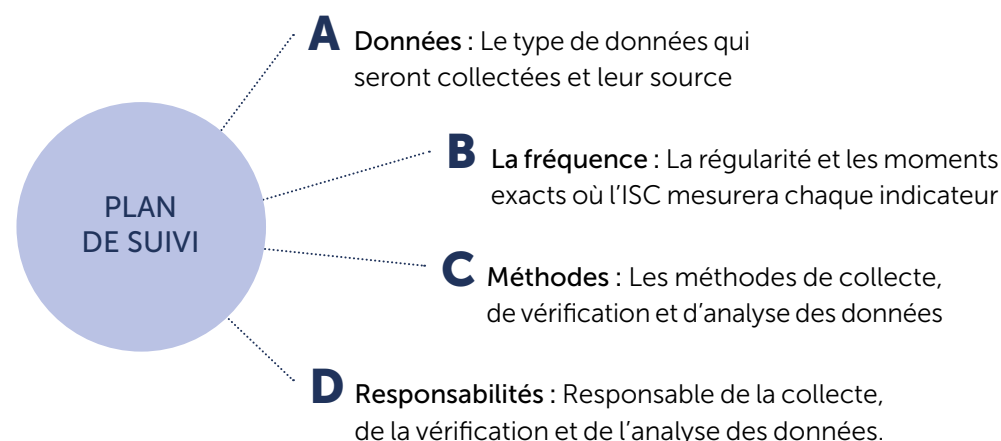 PLAN
DE SUIVI
A Données : Le type de données qui
seront collectées et leur source
B La fréquence : La régularité et les moments
exacts où l'ISC mesurera chaque indicateur
C Méthodes : Les méthodes de collecte,
de vérification et d'analyse des données
D Responsabilités : Responsable de la collecte,
de la vérification et de l'analyse des données.